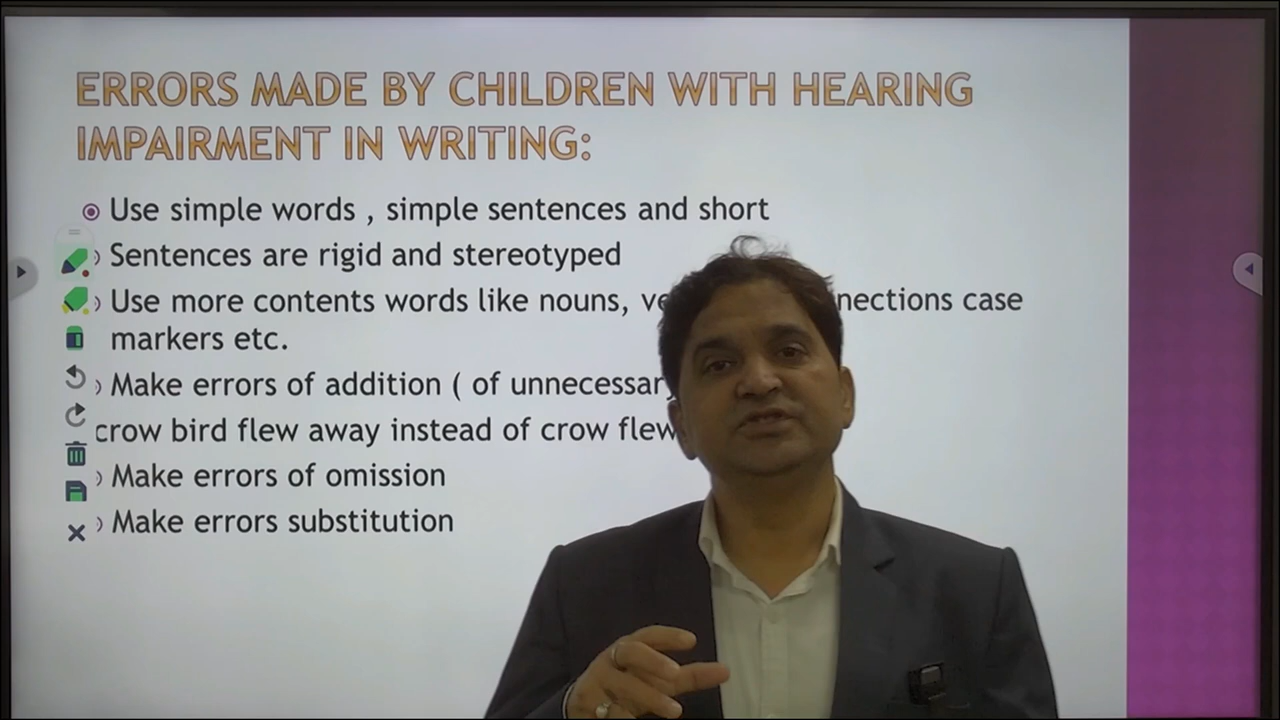 ERRORS MADE BY CHILDREN WITH HEARING
IMPAIRMENT IN WRITING:
Use simple words , simple sentences and short
Sentences are rigid and stereotyped
Use more contents words like nouns, nections case
markers etc.
Make errors of addition ( of unnecessary
crow bird flew away instead of crow flew
Make errors of omission
Make errors substitution